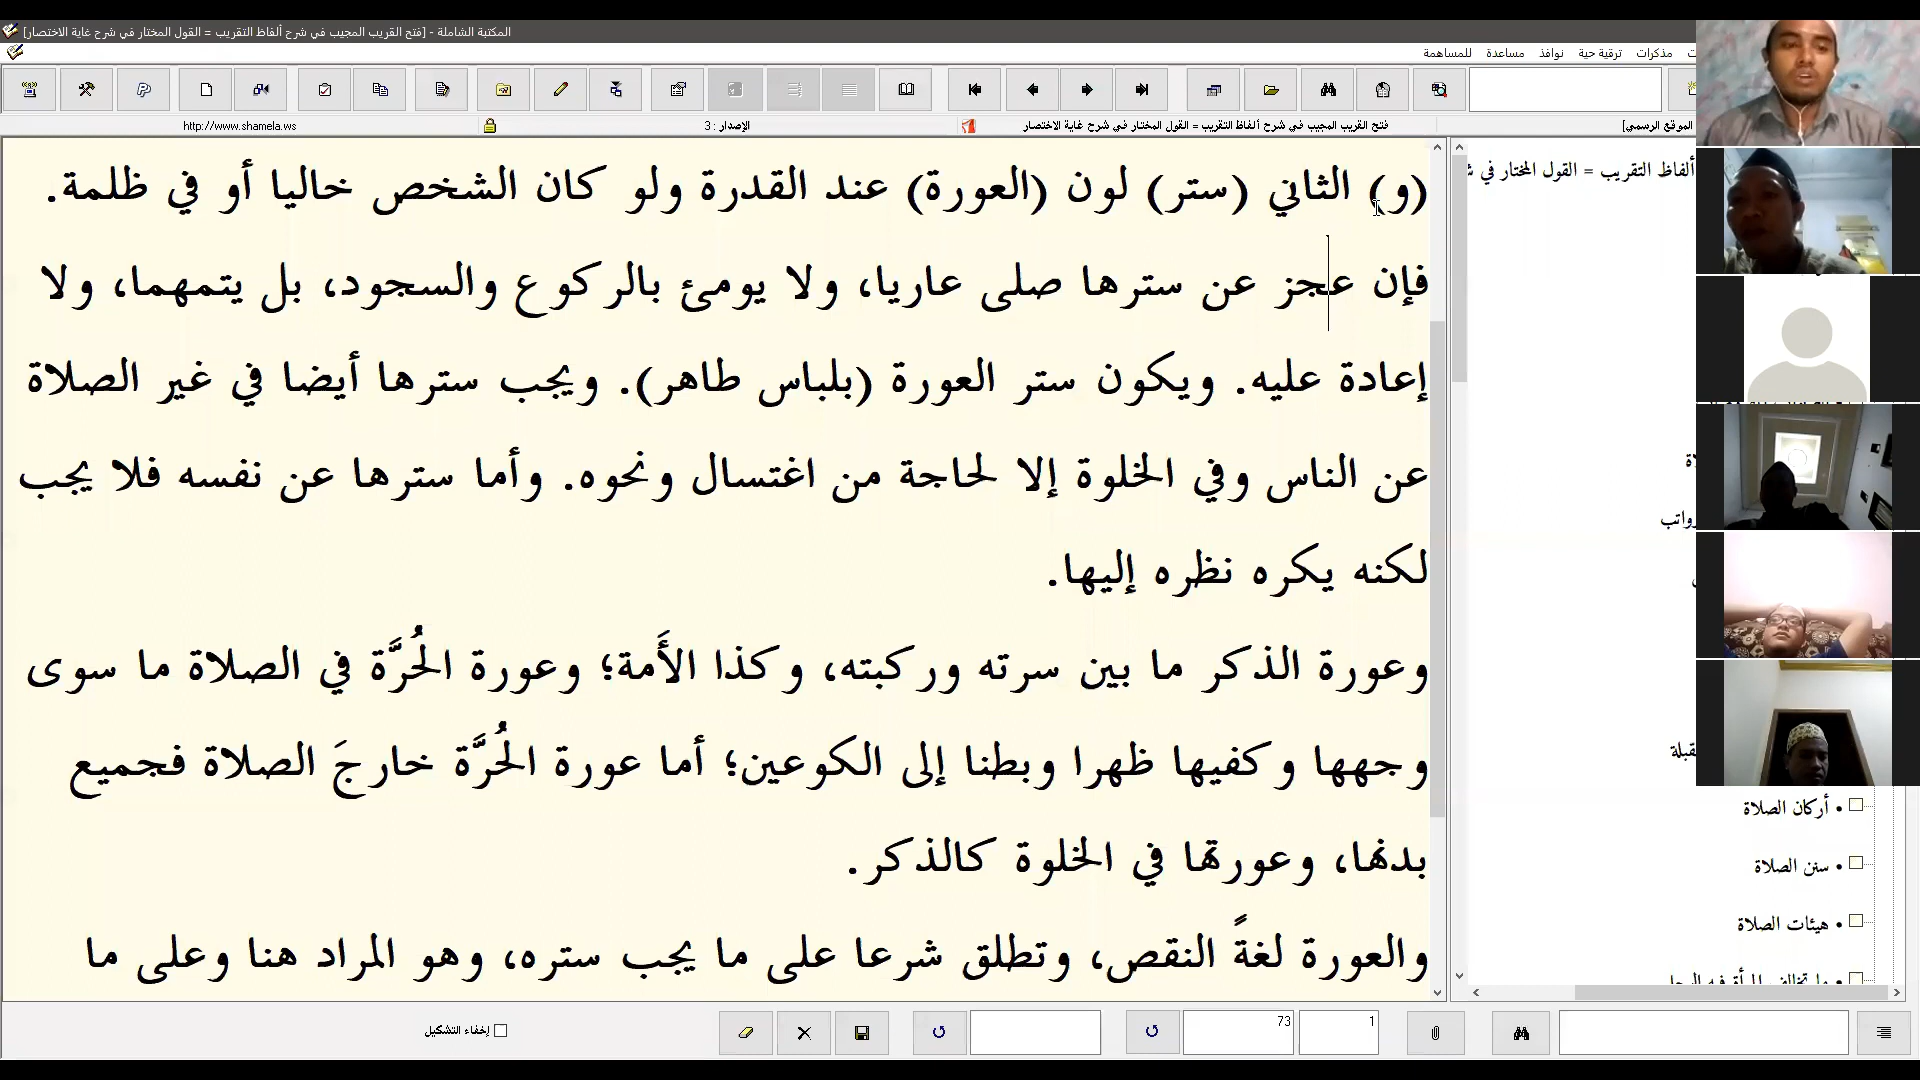 المكتبة الشاملة - [فتح القريب المجيب في شرح ألفاظ التقريب = القول المختار في شرح غاية الاختصار]
مذكرات ترقية حية نوافذ مساعدة للمساهمة
الموقع الرسمي]
فتح القريب المجيب في شرح ألفاظ التقريب = القول المختار في شرح غاية الاختصار
الإصدار : 3
http://www.shamela.ws
ألفاظ التقريب = القول المختار في
(و) الثاني (ستر) لون (العورة) عند القدرة ولو كان الشخص خاليا أو في ظلمة.
فإن عجز عن سترها صلى عاريا، ولا يومئ بالركوع والسجود، بل يتمهما، ولا
إعادة عليه. ويكون ستر العورة (بلباس طاهر). ويجب سترها أيضا في غير الصلاة
عن الناس وفي الخلوة إلا لحاجة من اغتسال ونحوه. وأما سترها عن نفسه فلا يجب
لكنه يكره نظره إليها.
وعورة الذكر ما بين سرته وركبته، وكذا الأَمة؛ وعورة الحُرَّة في الصلاة ما سوى
وجهها وكفيها ظهرا وبطنا إلى الكوعين؛ أما عورة الحُرَّة خارجَ الصلاة فجميع
بدنها، وعورتها في الخلوة كالذكر.
والعورة لغةً النقص، وتطلق شرعا على ما يجب ستره، وهو المراد هنا وعلى ما
• أركان الصلاة
• سنن الصلاة
• هيئات الصلاة
1
73
إخفاء التشكيل